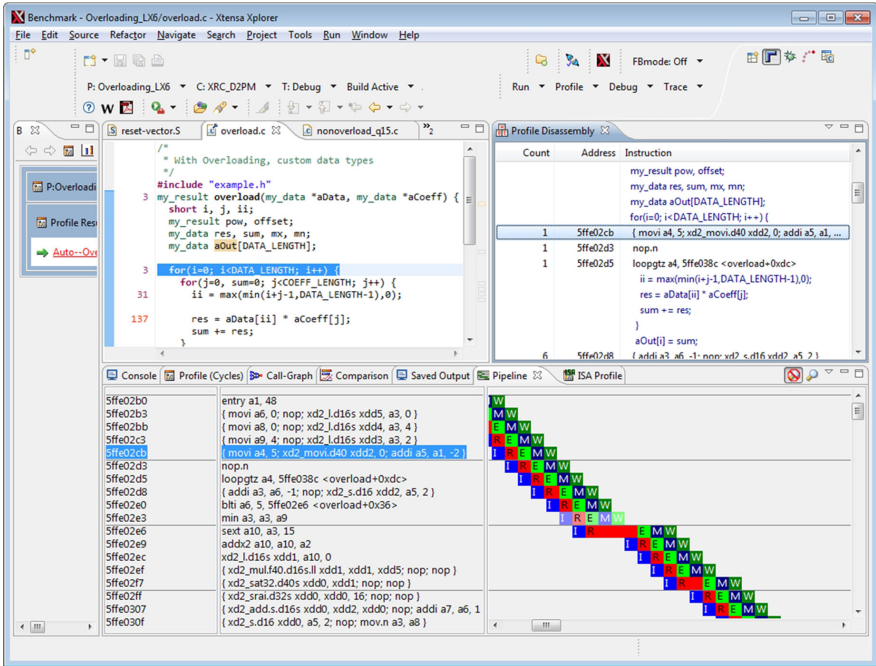 Benchmark - Overloading_LX6/overload.c - Xtensa Xplorer
File Edit Source Refactor Navigate Search Project Tools Run Window Help
FBmode: Off
P: Overloading_LX6 C: XRC_D2PM T: Debug Build Active
Run Profile Debug Trace
B
P:Overloadi
Profile Res
Auto--Ove
reset-vector.S overload.c nonoverload_q15.c 2
/*
* With Overloading, custom data types
*/
#include "example.h"
3 my_result overload(my_data *aData, my_data *aCoeff) {
short i, j, ii;
my_result pow, offset;
my_data res, sum, mx, mn;
my_data aOut[DATA_LENGTH];
3 for(i=0; i<DATA_LENGTH; i++) {
for(j=0, sum=0; j<COEFF_LENGTH; j++) {
31 ii = max(min(i+j-1,DATA_LENGTH-1),0);
137 res = aData[ii] * aCoeff[j];
sum += res;
}
Profile Disassembly
Count Address Instruction
my_result pow, offset;
my_data res, sum, mx, mn;
my_data aOut[DATA_LENGTH];
for(i=0; i<DATA_LENGTH; i++) {
1 5ffe02cb { movi a4, 5; xd2_movi.d40 xdd2, 0; addi a5, a1, ...
1 5ffe02d3 nop.n
1 5ffe02d5 loopgtz a4, 5ffe038c <overload+0xdc>
ii = max(min(i+j-1,DATA_LENGTH-1),0);
res = aData[ii] * aCoeff[j];
sum += res;
}
aOut[i] = sum;
6 5ffe02d8 { addi a3, a6, -1; nop; xd2_s.d16 xdd2, a5, 2 }
Console Profile (Cycles) Call-Graph Comparison Saved Output Pipeline ISA Profile
5ffe02b0 entry a1, 48
5ffe02b3 { movi a6, 0; nop; xd2_l.d16s xdd5, a3, 0 }
5ffe02bb { movi a8, 0; nop; xd2_l.d16s xdd4, a3, 4 }
5ffe02c3 { movi a9, 4; nop; xd2_l.d16s xdd3, a3, 2 }
5ffe02cb { movi a4, 5; xd2_movi.d40 xdd2, 0; addi a5, a1, -2 }
5ffe02d3 nop.n
5ffe02d5 loopgtz a4, 5ffe038c <overload+0xdc>
5ffe02d8 { addi a3, a6, -1; nop; xd2_s.d16 xdd2, a5, 2 }
5ffe02e0 blti a6, 5, 5ffe02e6 <overload+0x36>
5ffe02e3 min a3, a3, a9
5ffe02e6 sext a10, a3, 15
5ffe02e9 addx2 a10, a10, a2
5ffe02ec xd2_l.d16s xdd1, a10, 0
5ffe02ef { xd2_mul.f40.d16s.ll xdd1, xdd1, xdd5; nop; nop }
5ffe02f7 { xd2_sat32.d40s xdd0, xdd1; nop; nop }
5ffe02ff { xd2_srai.d32s xdd0, xdd0, 16; nop; nop }
5ffe0307 { xd2_add.s.d16s xdd0, xdd2, xdd0; nop; addi a7, a6, 1
5ffe030f { xd2_s.d16 xdd0, a5, 2; nop; mov.n a3, a8 }
W
M W
E M W
R E M W
I R E M W
I R E M W
I R E M W
I R E M W
I R E M W
I R E M W
I R E M W
I R E M W
I R E M W
I R E M W
I R E M W
I R E M W
I R E M W